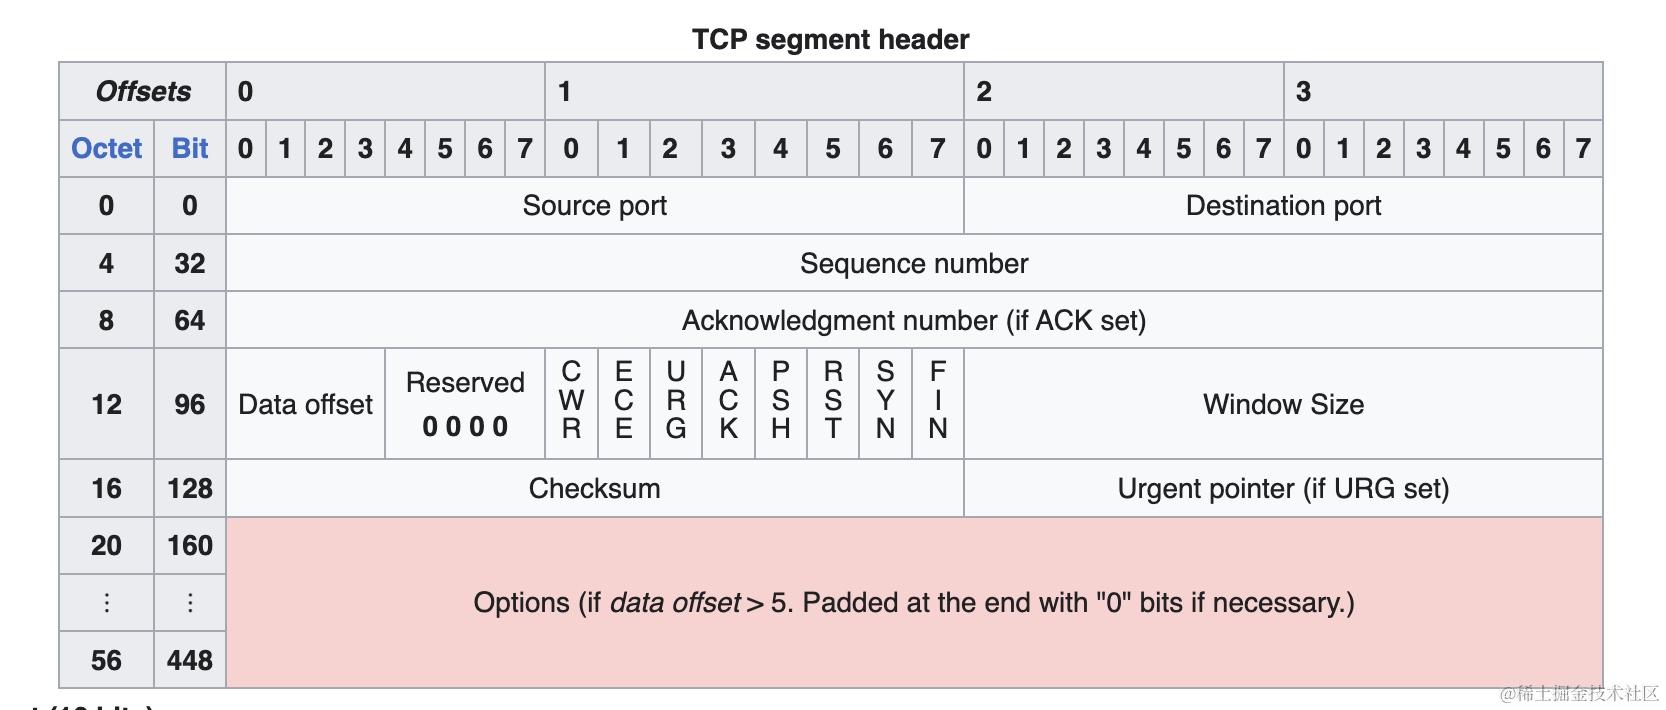 TCP segment header
Offsets 0 1 2 3
Octet Bit 0 1 2 3 4 5 6 7 0 1 2 3 4 5 6 7 0 1 2 3 4 5 6 7 0 1 2 3 4 5 6 7
0 0 Source port Destination port
4 32 Sequence number
8 64 Acknowledgment number (if ACK set)
12 96 Data offset Reserved 0 0 0 0 CWR ECE URG ACK PSH RST SYN FIN Window Size
16 128 Checksum Urgent pointer (if URG set)
20 160
⋮ ⋮ Options (if data offset > 5. Padded at the end with "0" bits if necessary.)
56 448
@稀土掘金技术社区